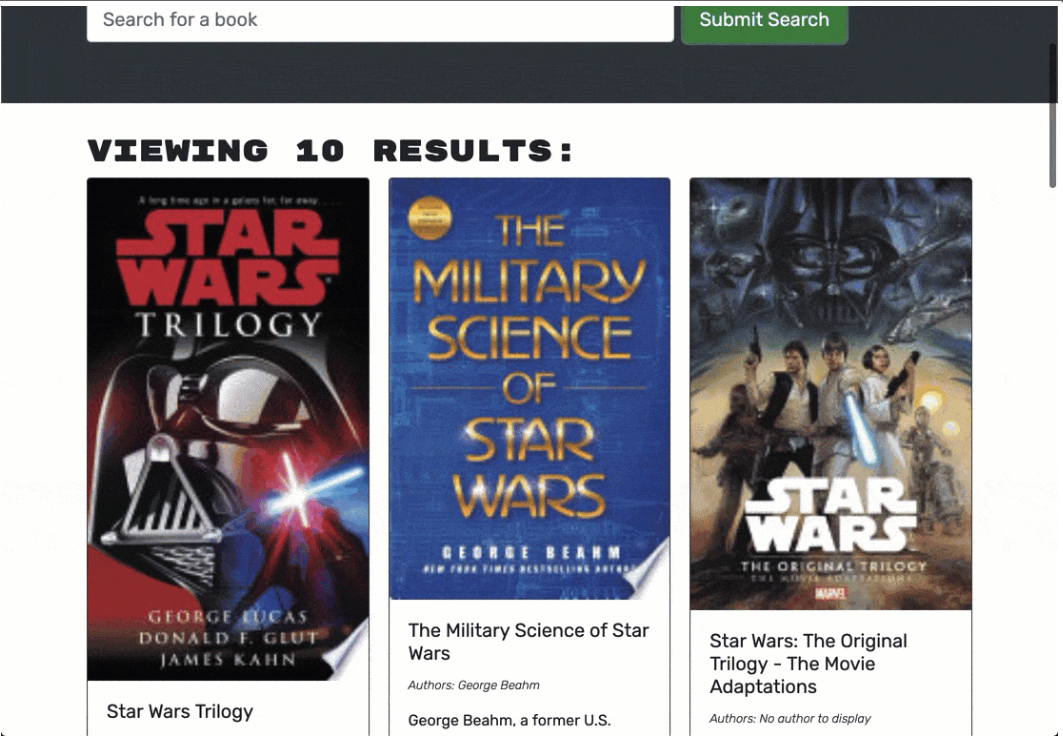 Search for a book
Submit Search
VIEWING 10 RESULTS:
A long time ago in a galaxy far, far away. . . .
STAR
WARS
TRILOGY
GEORGE LUCAS
DONALD F. GLUT
JAMES KAHN
Star Wars Trilogy
THE
MILITARY
SCIENCE
OF
STAR
WARS
GEORGE BEAHM
NEW YORK TIMES BESTSELLING AUTHOR
The Military Science of Star
Wars
Authors: George Beahm
George Beahm, a former U.S.
STAR
WARS
THE ORIGINAL TRILOGY
THE MOVIE ADAPTATIONS
MARVEL
Star Wars: The Original
Trilogy - The Movie
Adaptations
Authors: No author to display